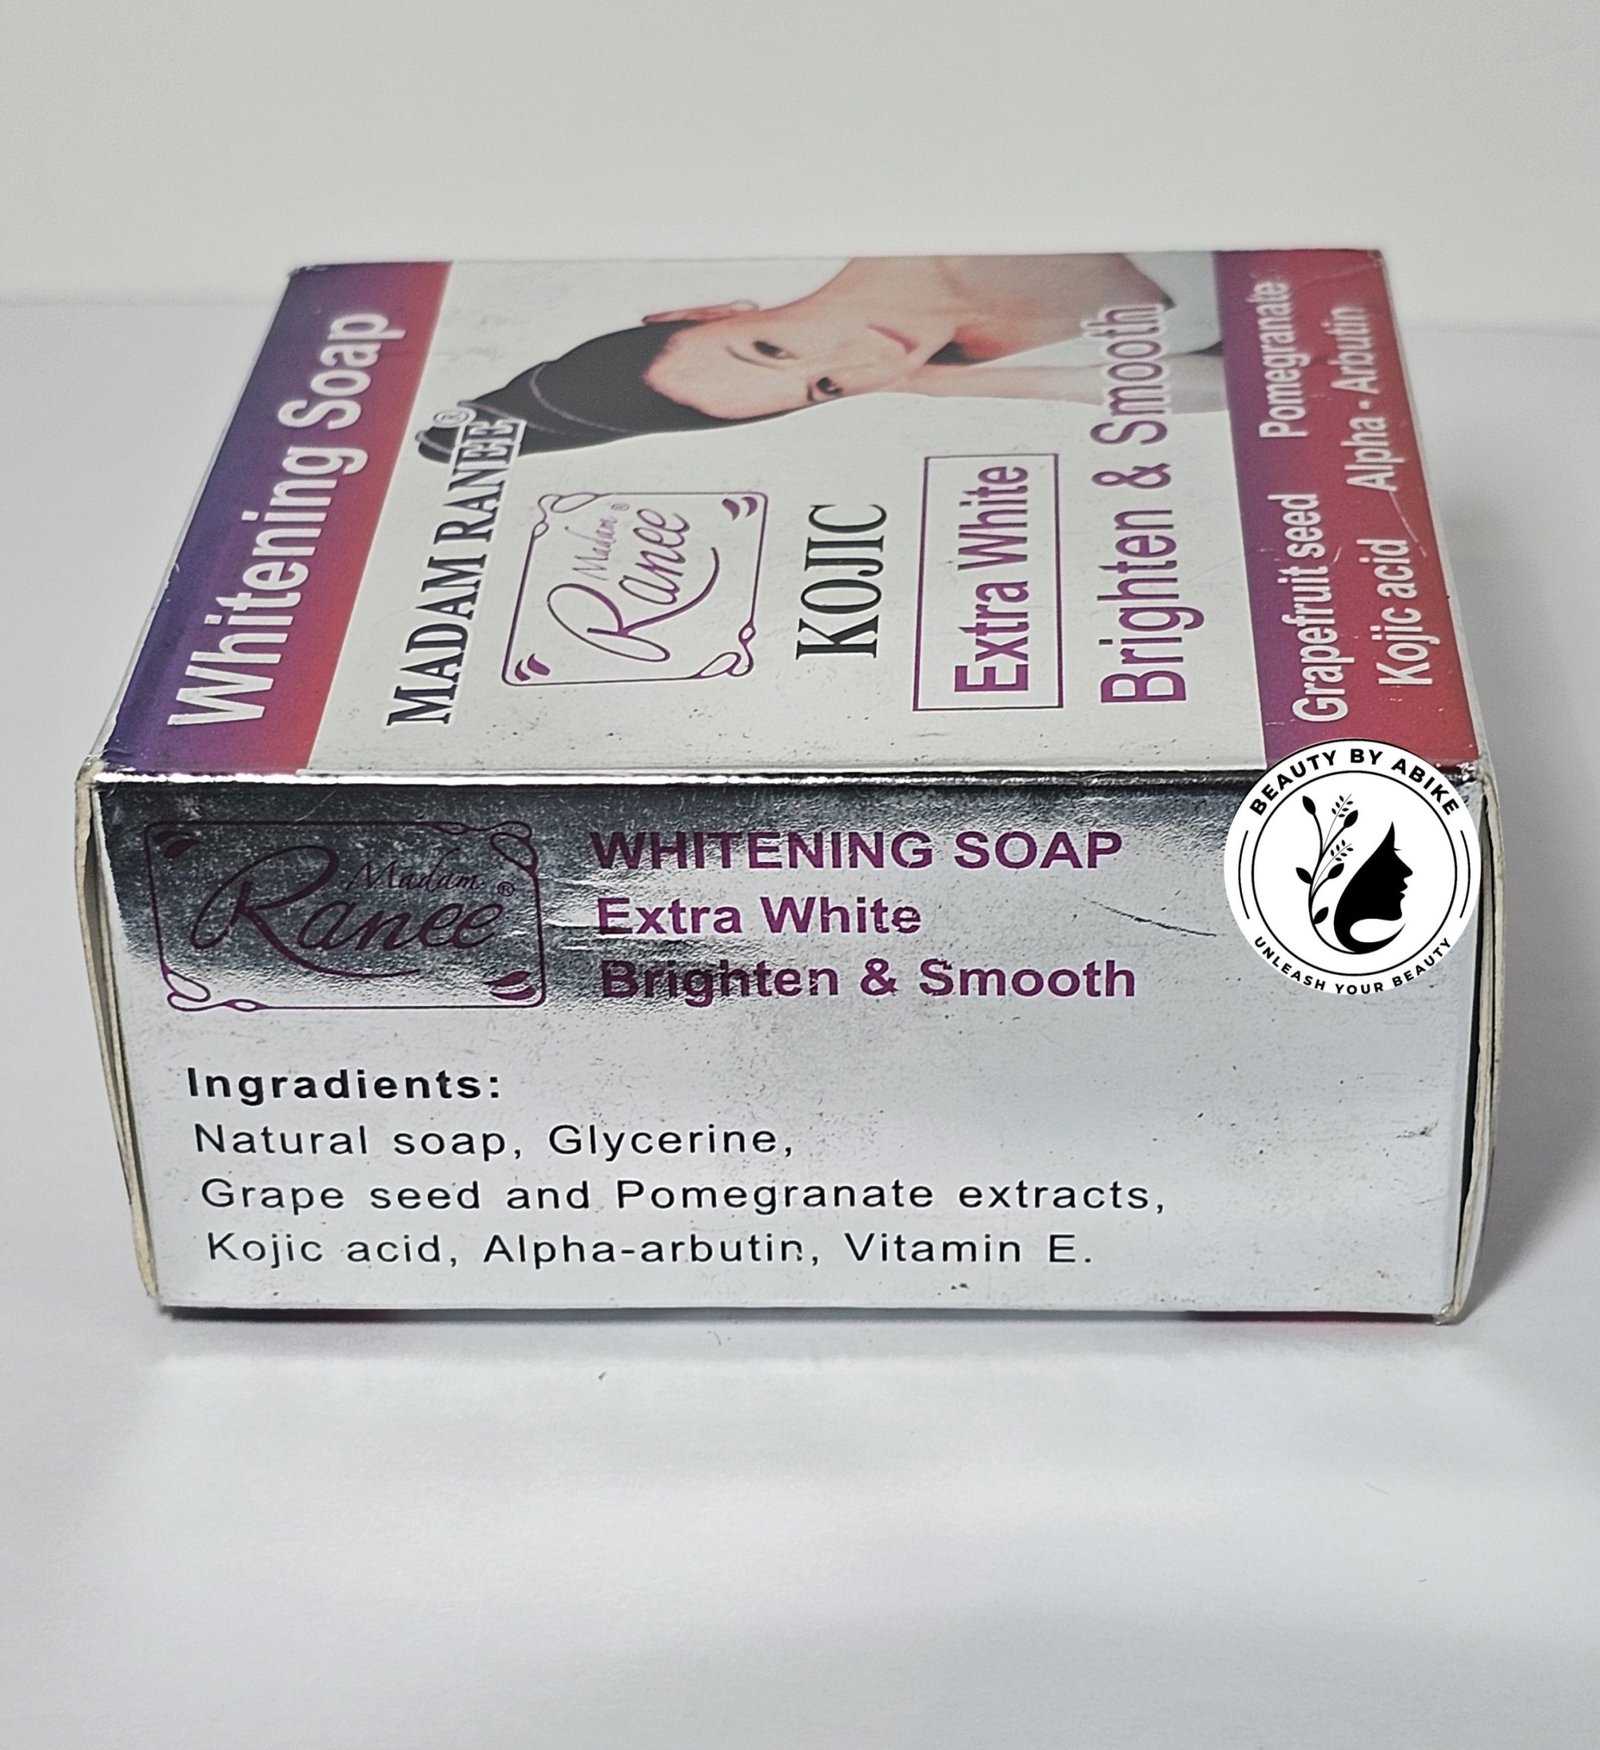 Whitening Soap
MADAM RANEE®
Madam®
Ranee
KOJIC
Extra White
Brighten & Smooth
Grapefruit seed Pomegranate
Kojic acid Alpha - Arbutin
Madam
Ranee®
WHITENING SOAP
Extra White
Brighten & Smooth
Ingradients:
Natural soap, Glycerine,
Grape seed and Pomegranate extracts,
Kojic acid, Alpha-arbutin, Vitamin E.
BEAUTY BY ABIKE
UNLEASH YOUR BEAUTY